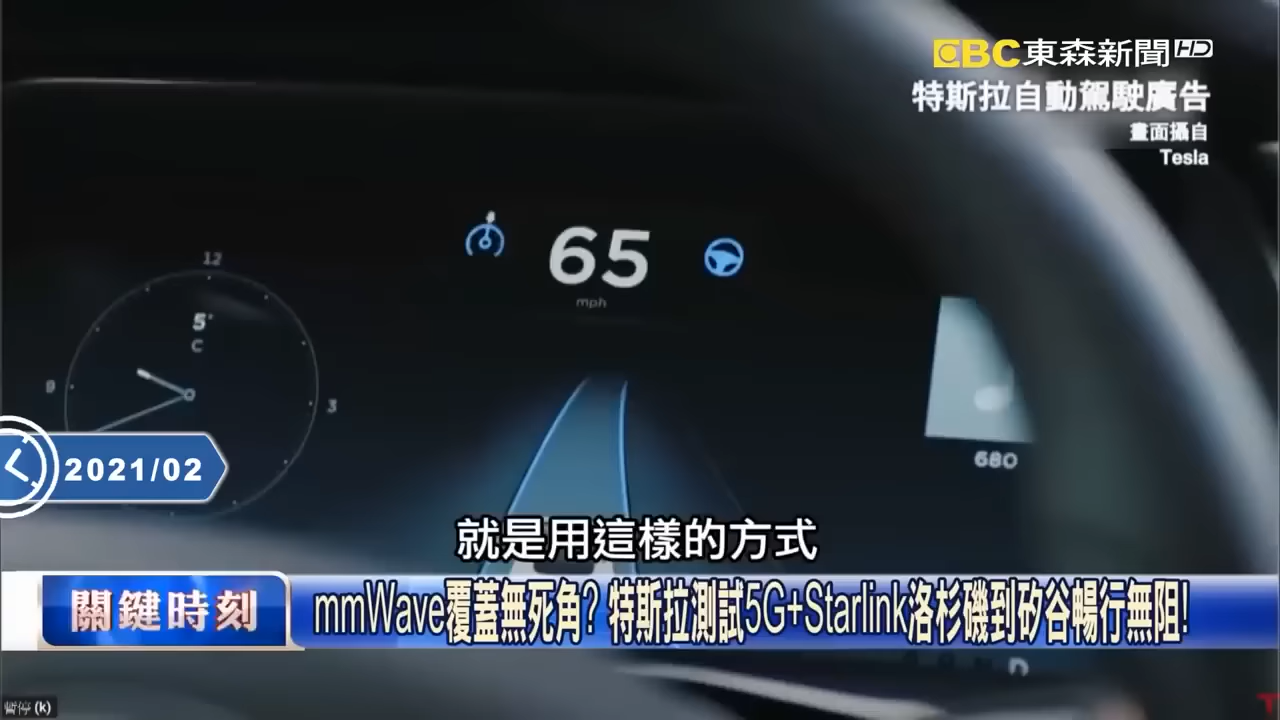 EBC東森新聞HD
特斯拉自動駕駛廣告
畫面攝自
Tesla
65
mph
12
5°
C
9
3
680
2021/02
就是用這樣的方式
關鍵時刻
mmWave覆蓋無死角?特斯拉測試5G+Starlink洛杉磯到矽谷暢行無阻!
D
暫停 (k)